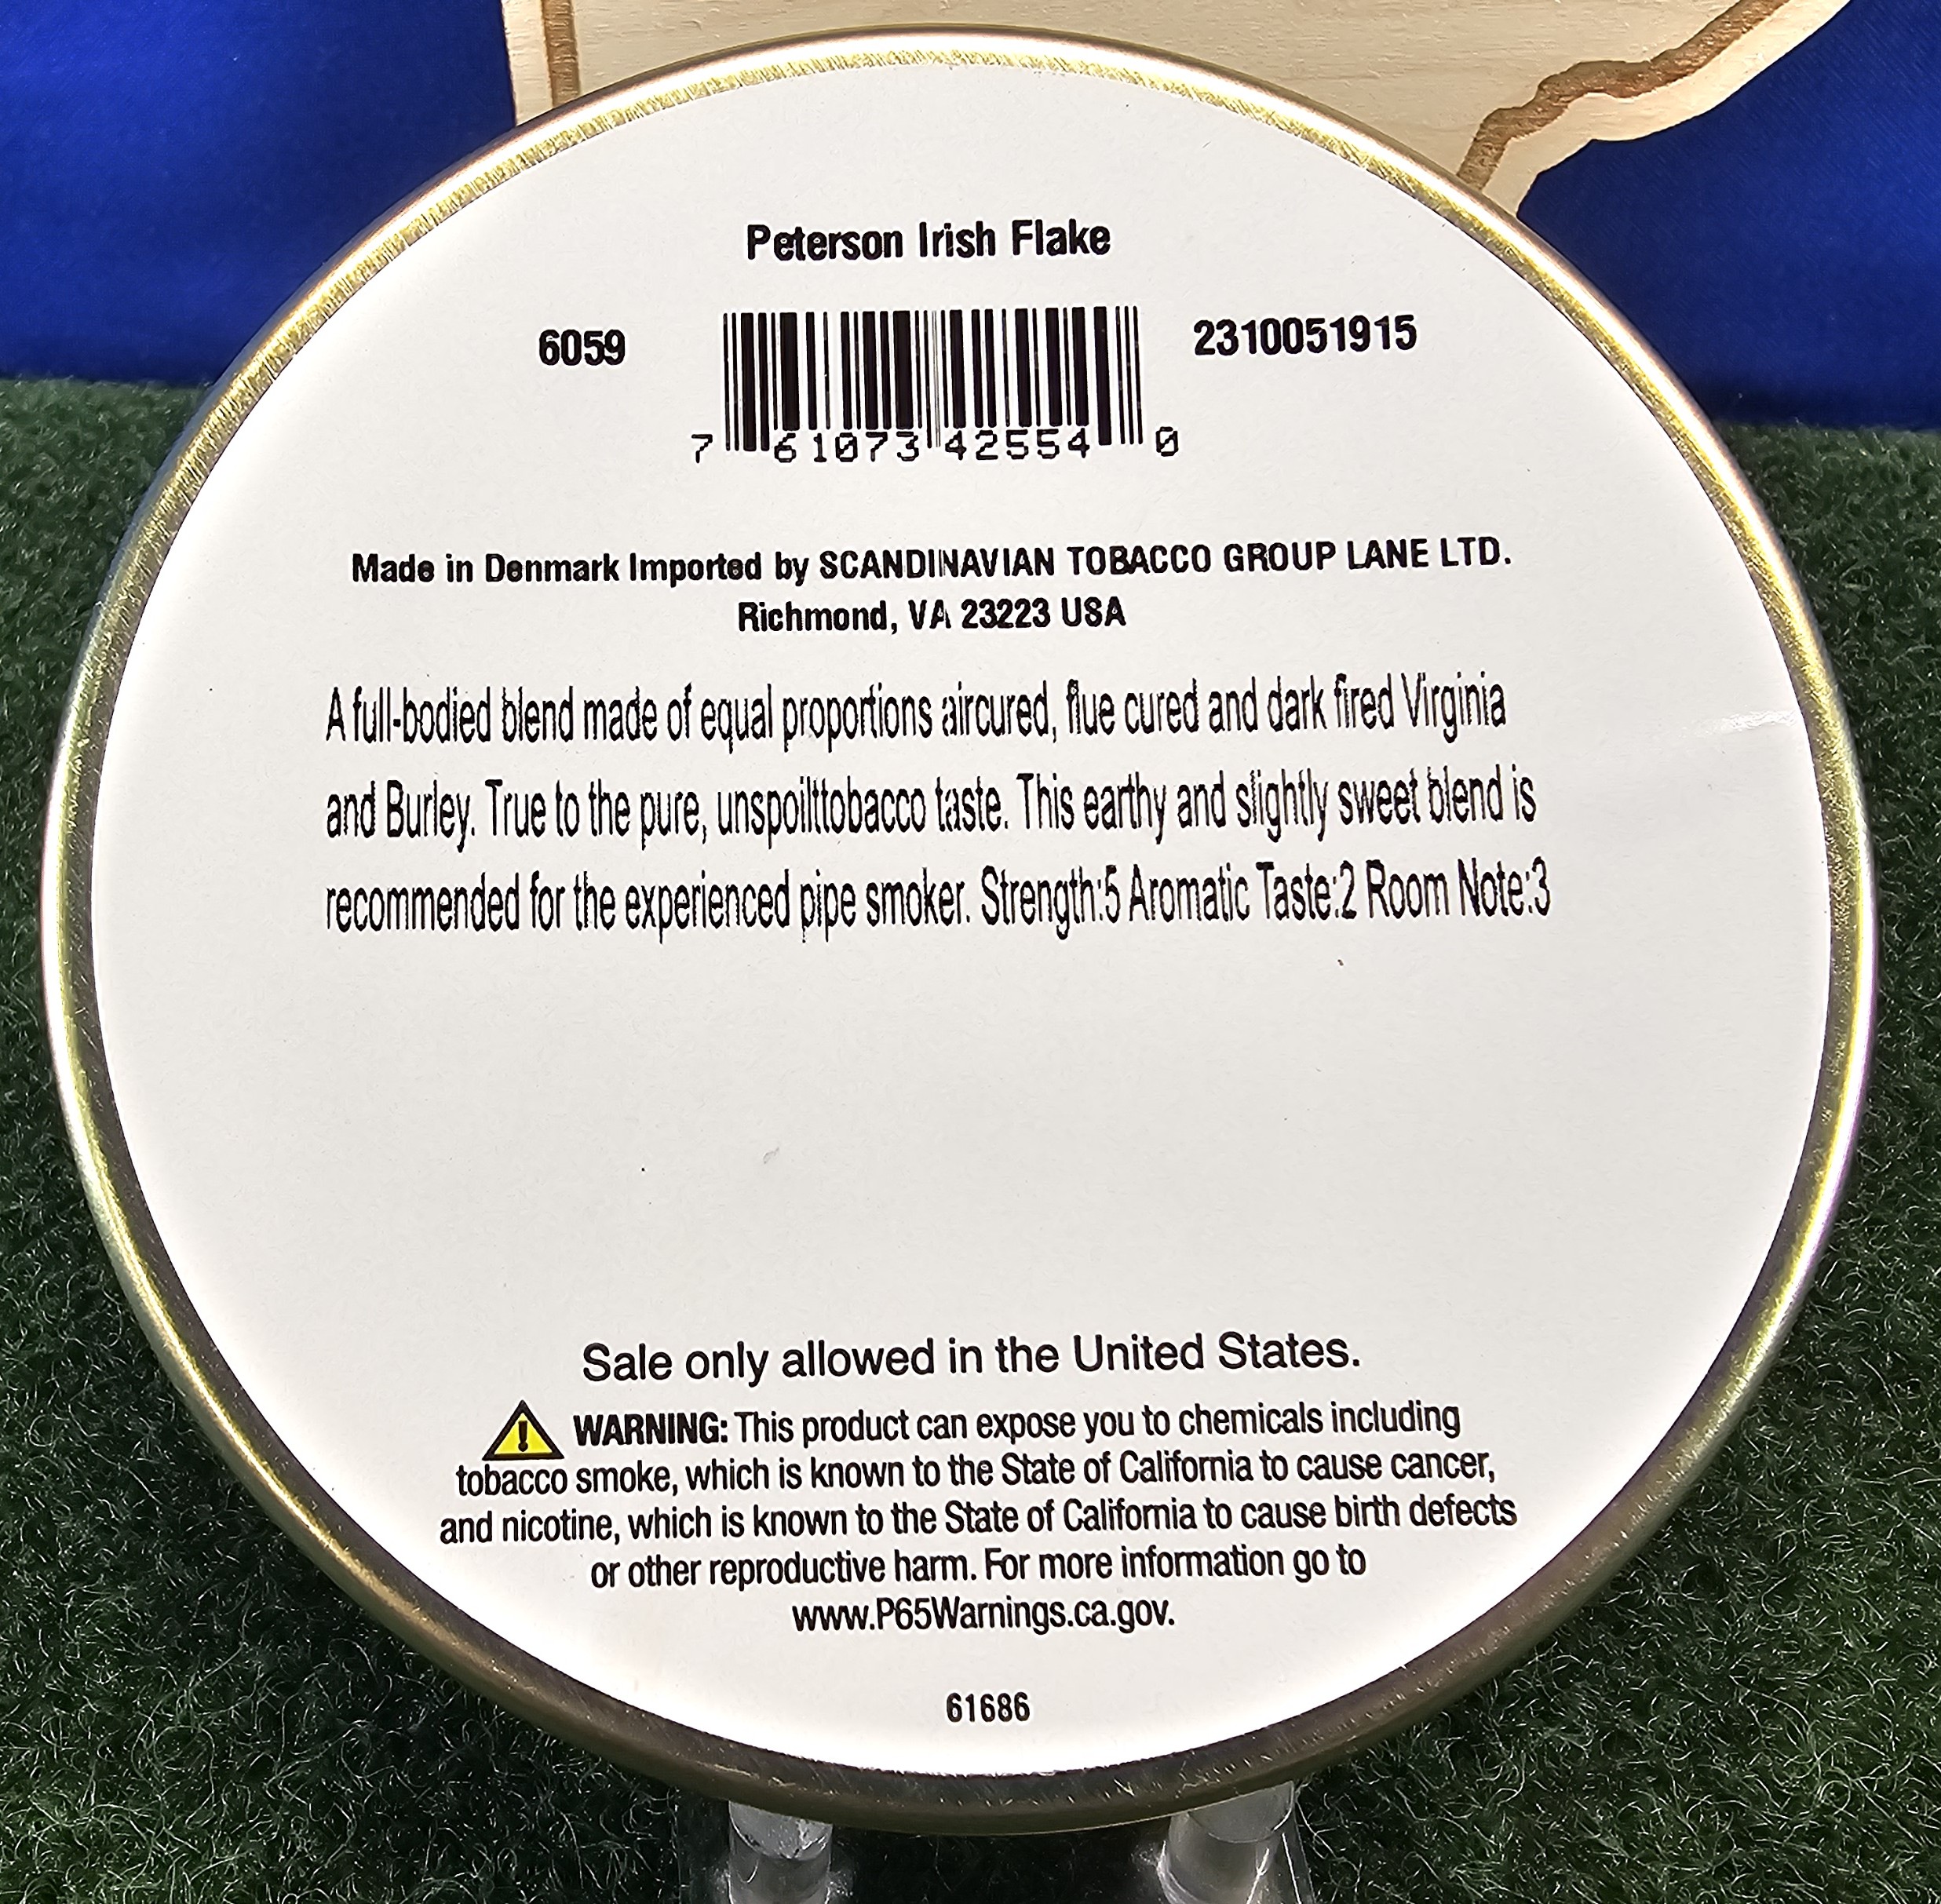 Peterson Irish Flake
6059
2310051915
7 61073 42554 0
Made in Denmark Imported by SCANDINAVIAN TOBACCO GROUP LANE LTD.
Richmond, VA 23223 USA
A full-bodied blend made of equal proportions aircured, flue cured and dark fired Virginia
and Burley. True to the pure, unspoilttobacco taste. This earthy and slightly sweet blend is
recommended for the experienced pipe smoker. Strength:5 Aromatic Taste:2 Room Note:3
Sale only allowed in the United States.
WARNING: This product can expose you to chemicals including
tobacco smoke, which is known to the State of California to cause cancer,
and nicotine, which is known to the State of California to cause birth defects
or other reproductive harm. For more information go to
www.P65Warnings.ca.gov.
61686